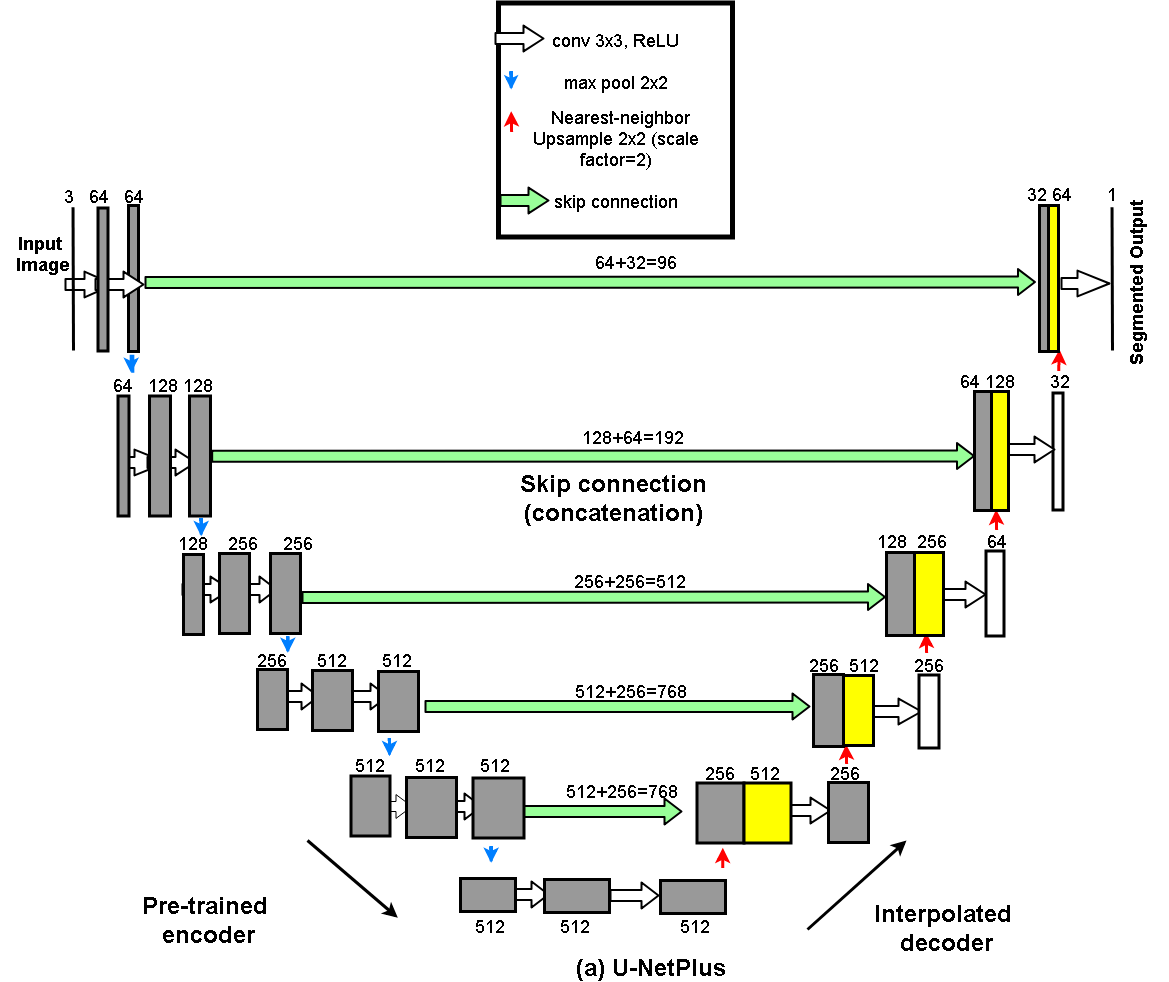 conv 3x3, ReLU
max pool 2x2
Nearest-neighbor
Upsample 2x2 (scale
factor=2)
skip connection
3 64 64
32 64 1
Input
Image
64+32=96
Segmented Output
64 128 128
64 128 32
128+64=192
Skip connection
(concatenation)
128 256 256
128 256 64
256+256=512
256 512 512
256 512 256
512+256=768
512 512 512
256 512 256
512+256=768
512 512 512
Pre-trained
encoder
Interpolated
decoder
(a) U-NetPlus